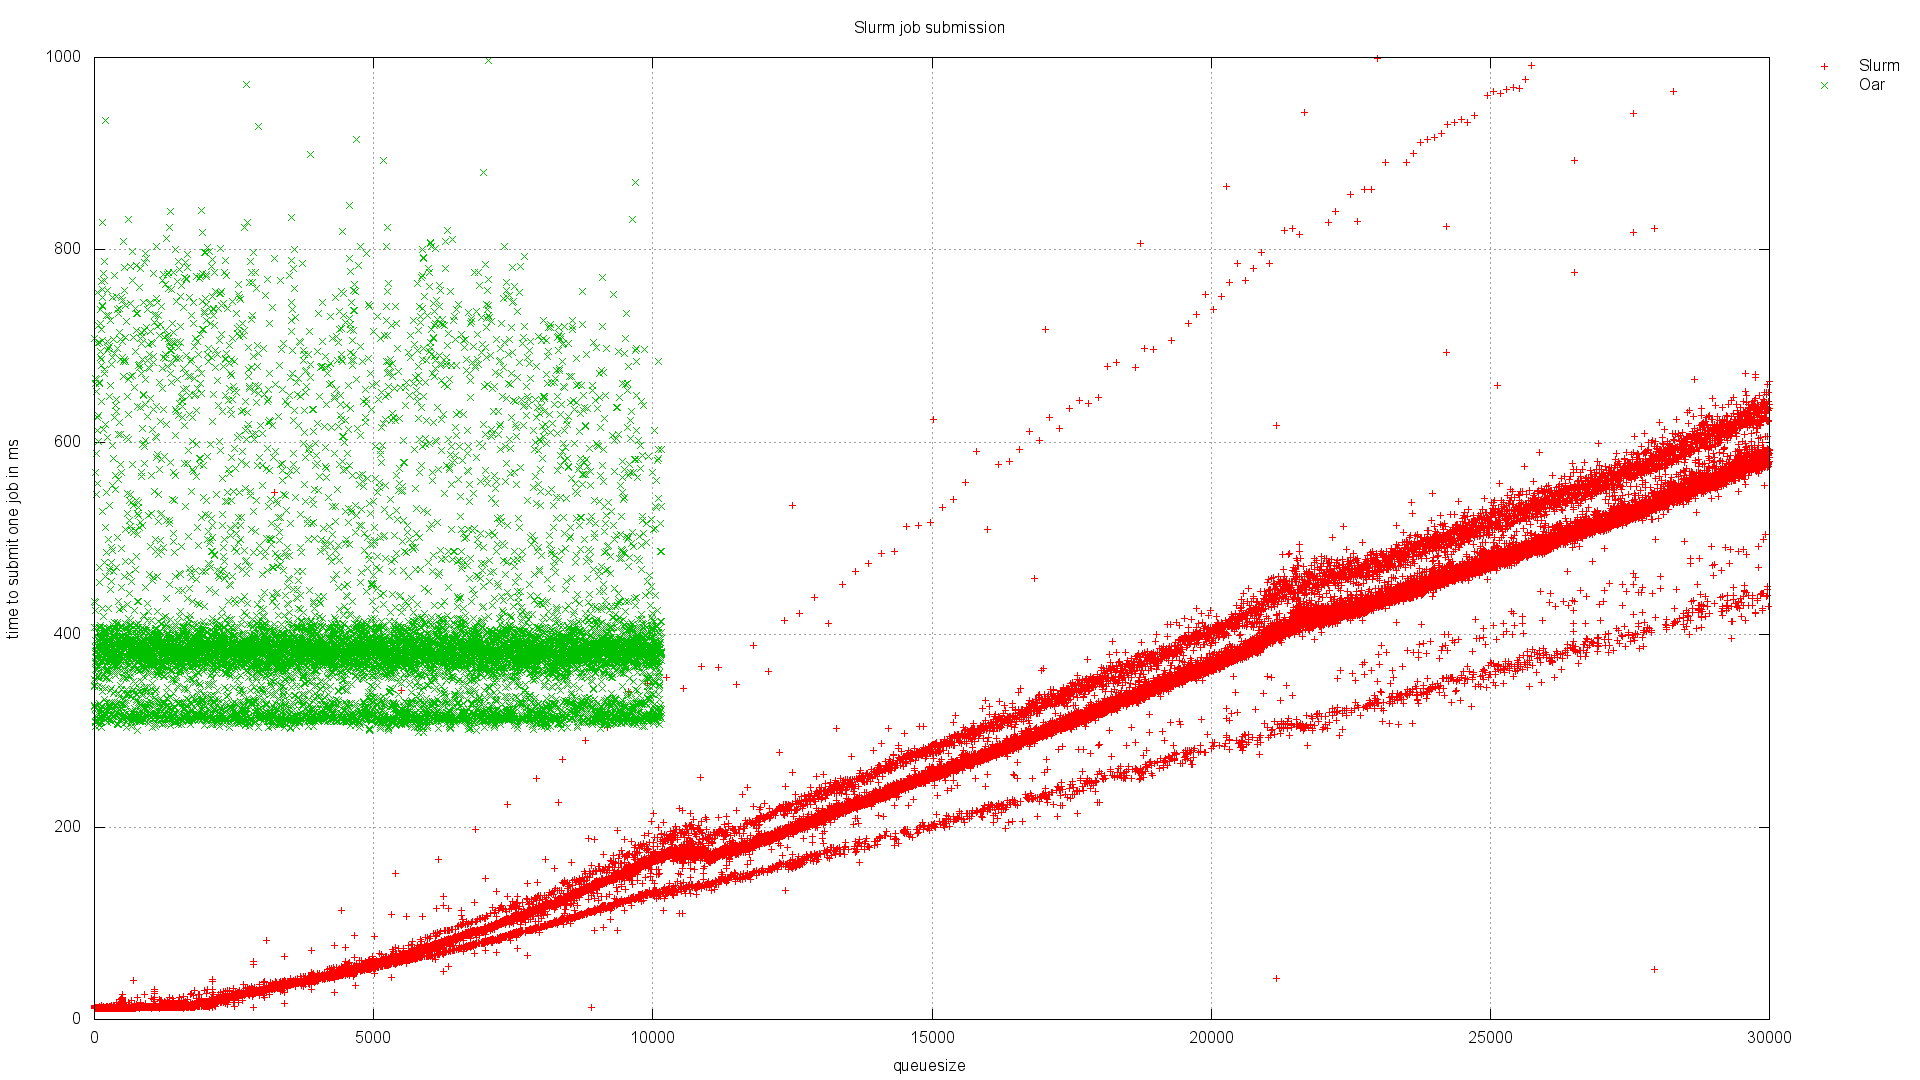 Slurm job submission
Slurm
Oar
time to submit one job in ms
1000
800
600
400
200
0
0 5000 10000 15000 20000 25000 30000
queuesize